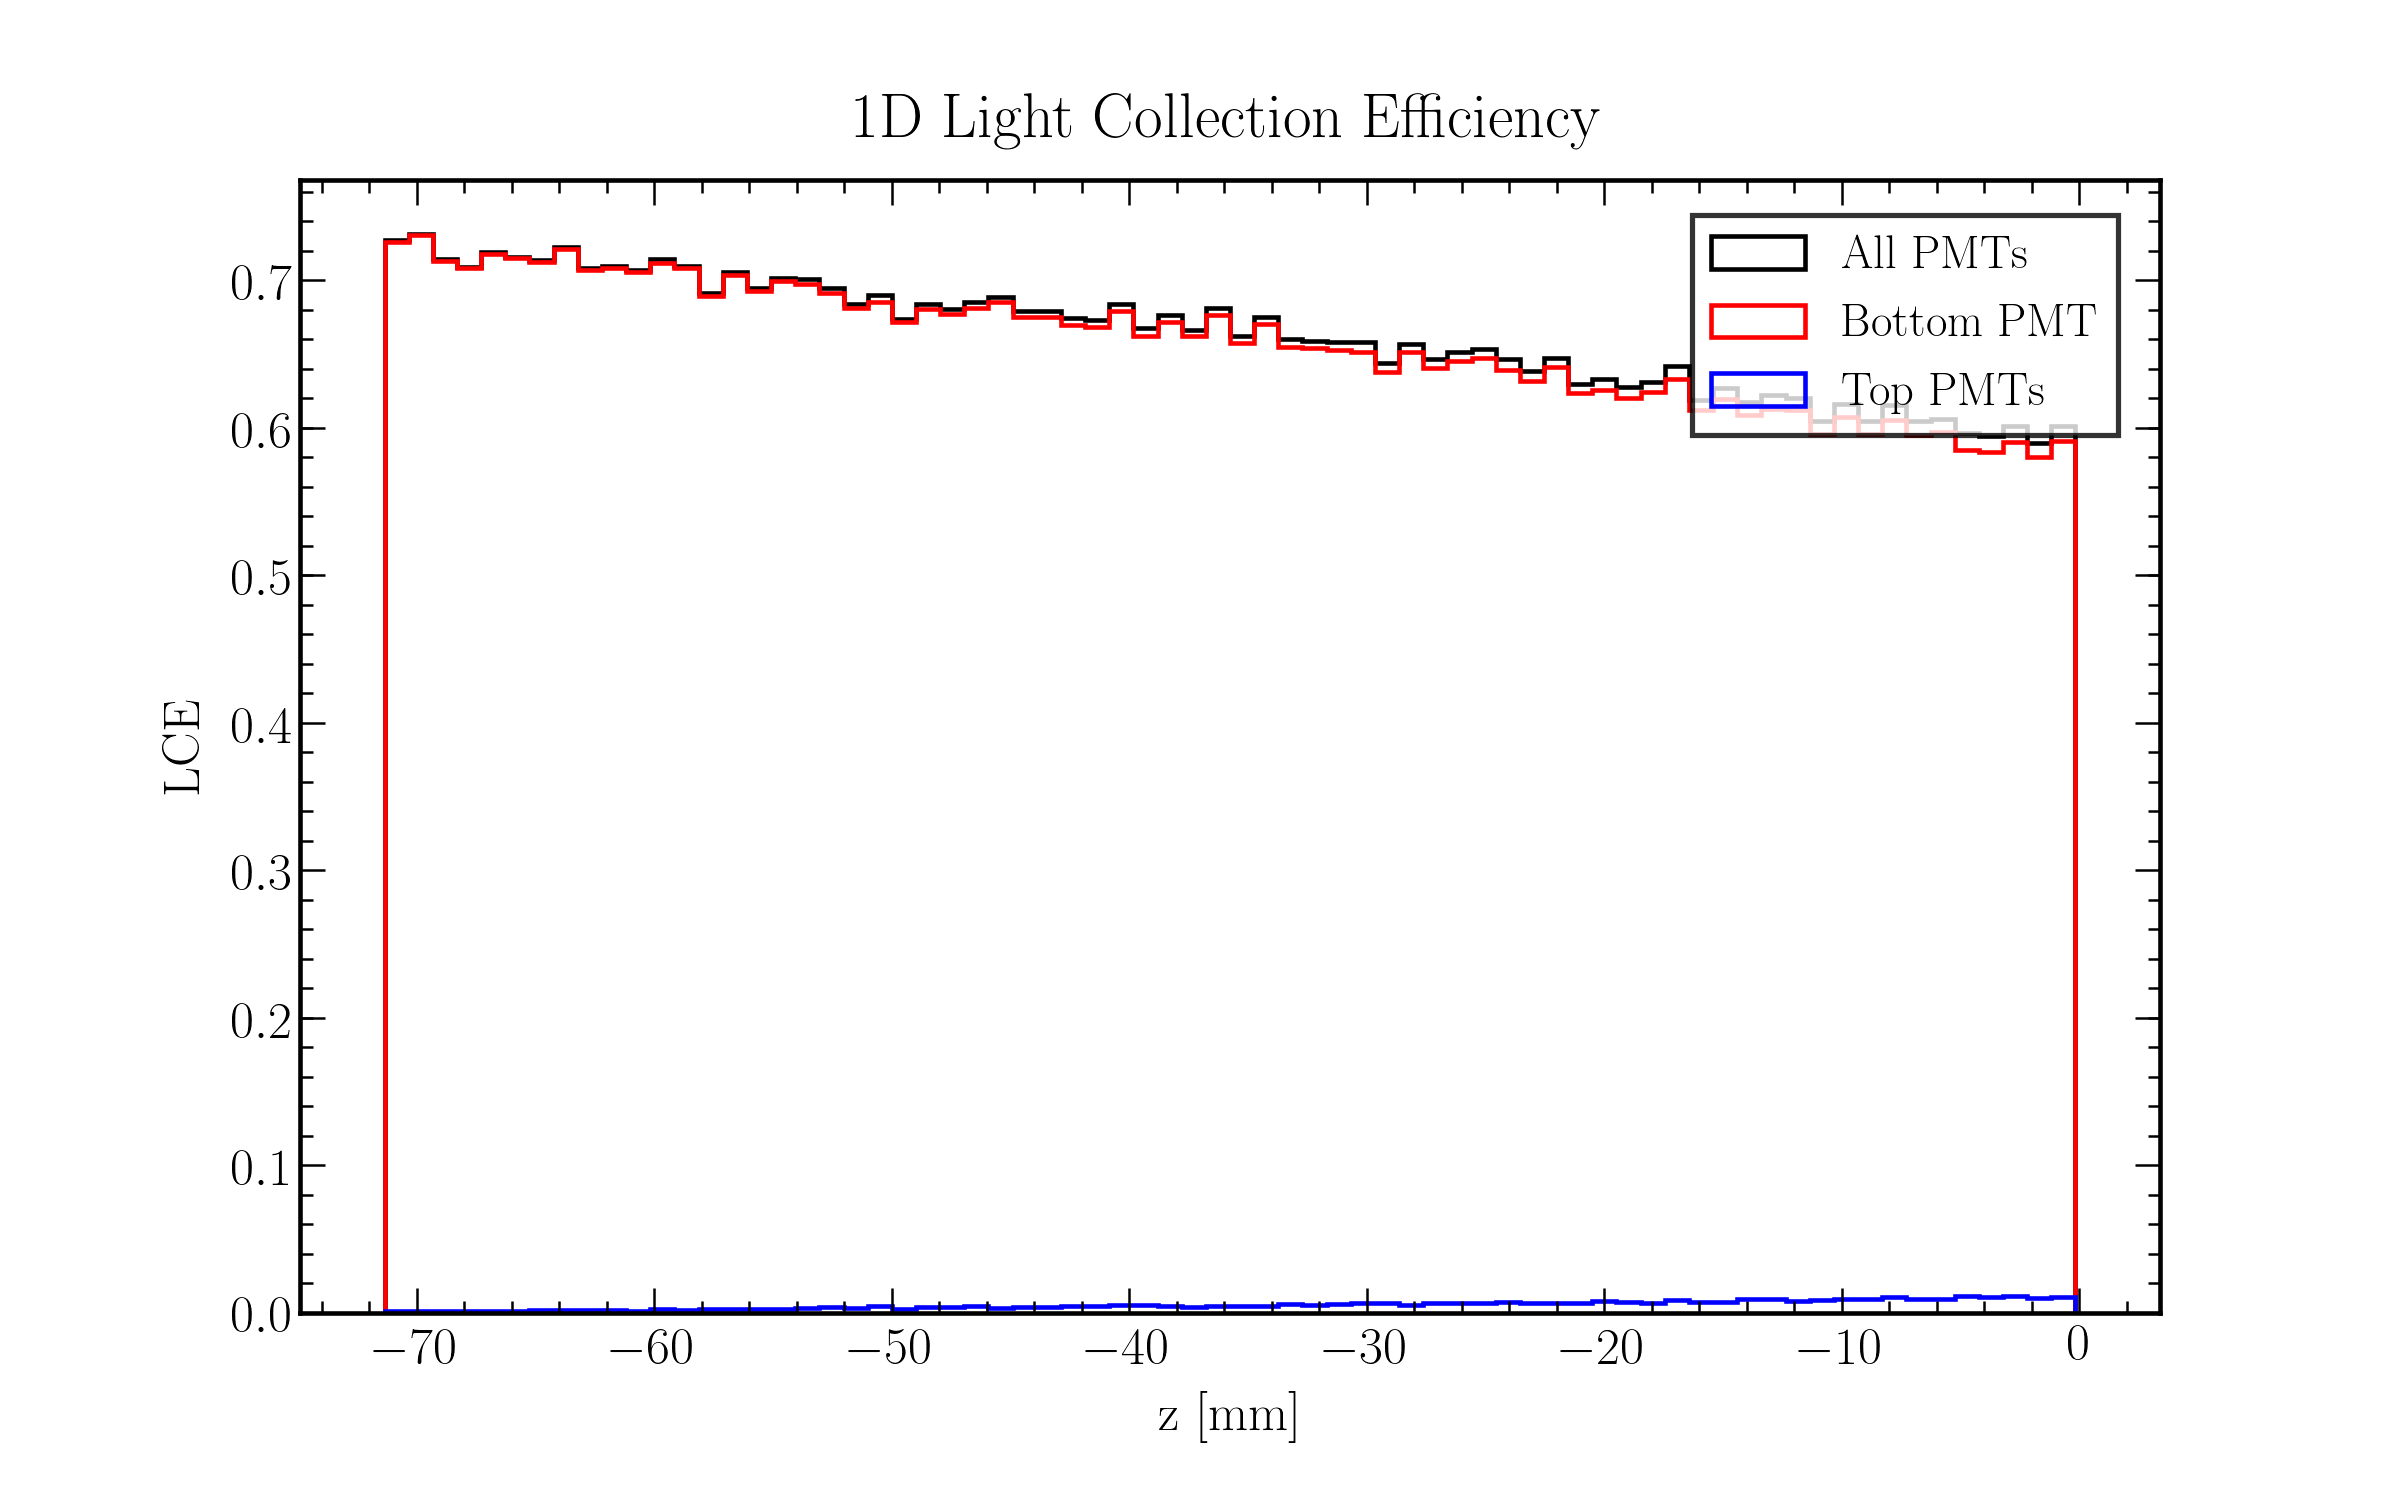 1D Light Collection Efficiency
All PMTs
Bottom PMT
Top PMTs
LCE
0.7
0.6
0.5
0.4
0.3
0.2
0.1
0.0
−70 −60 −50 −40 −30 −20 −10 0
z [mm]